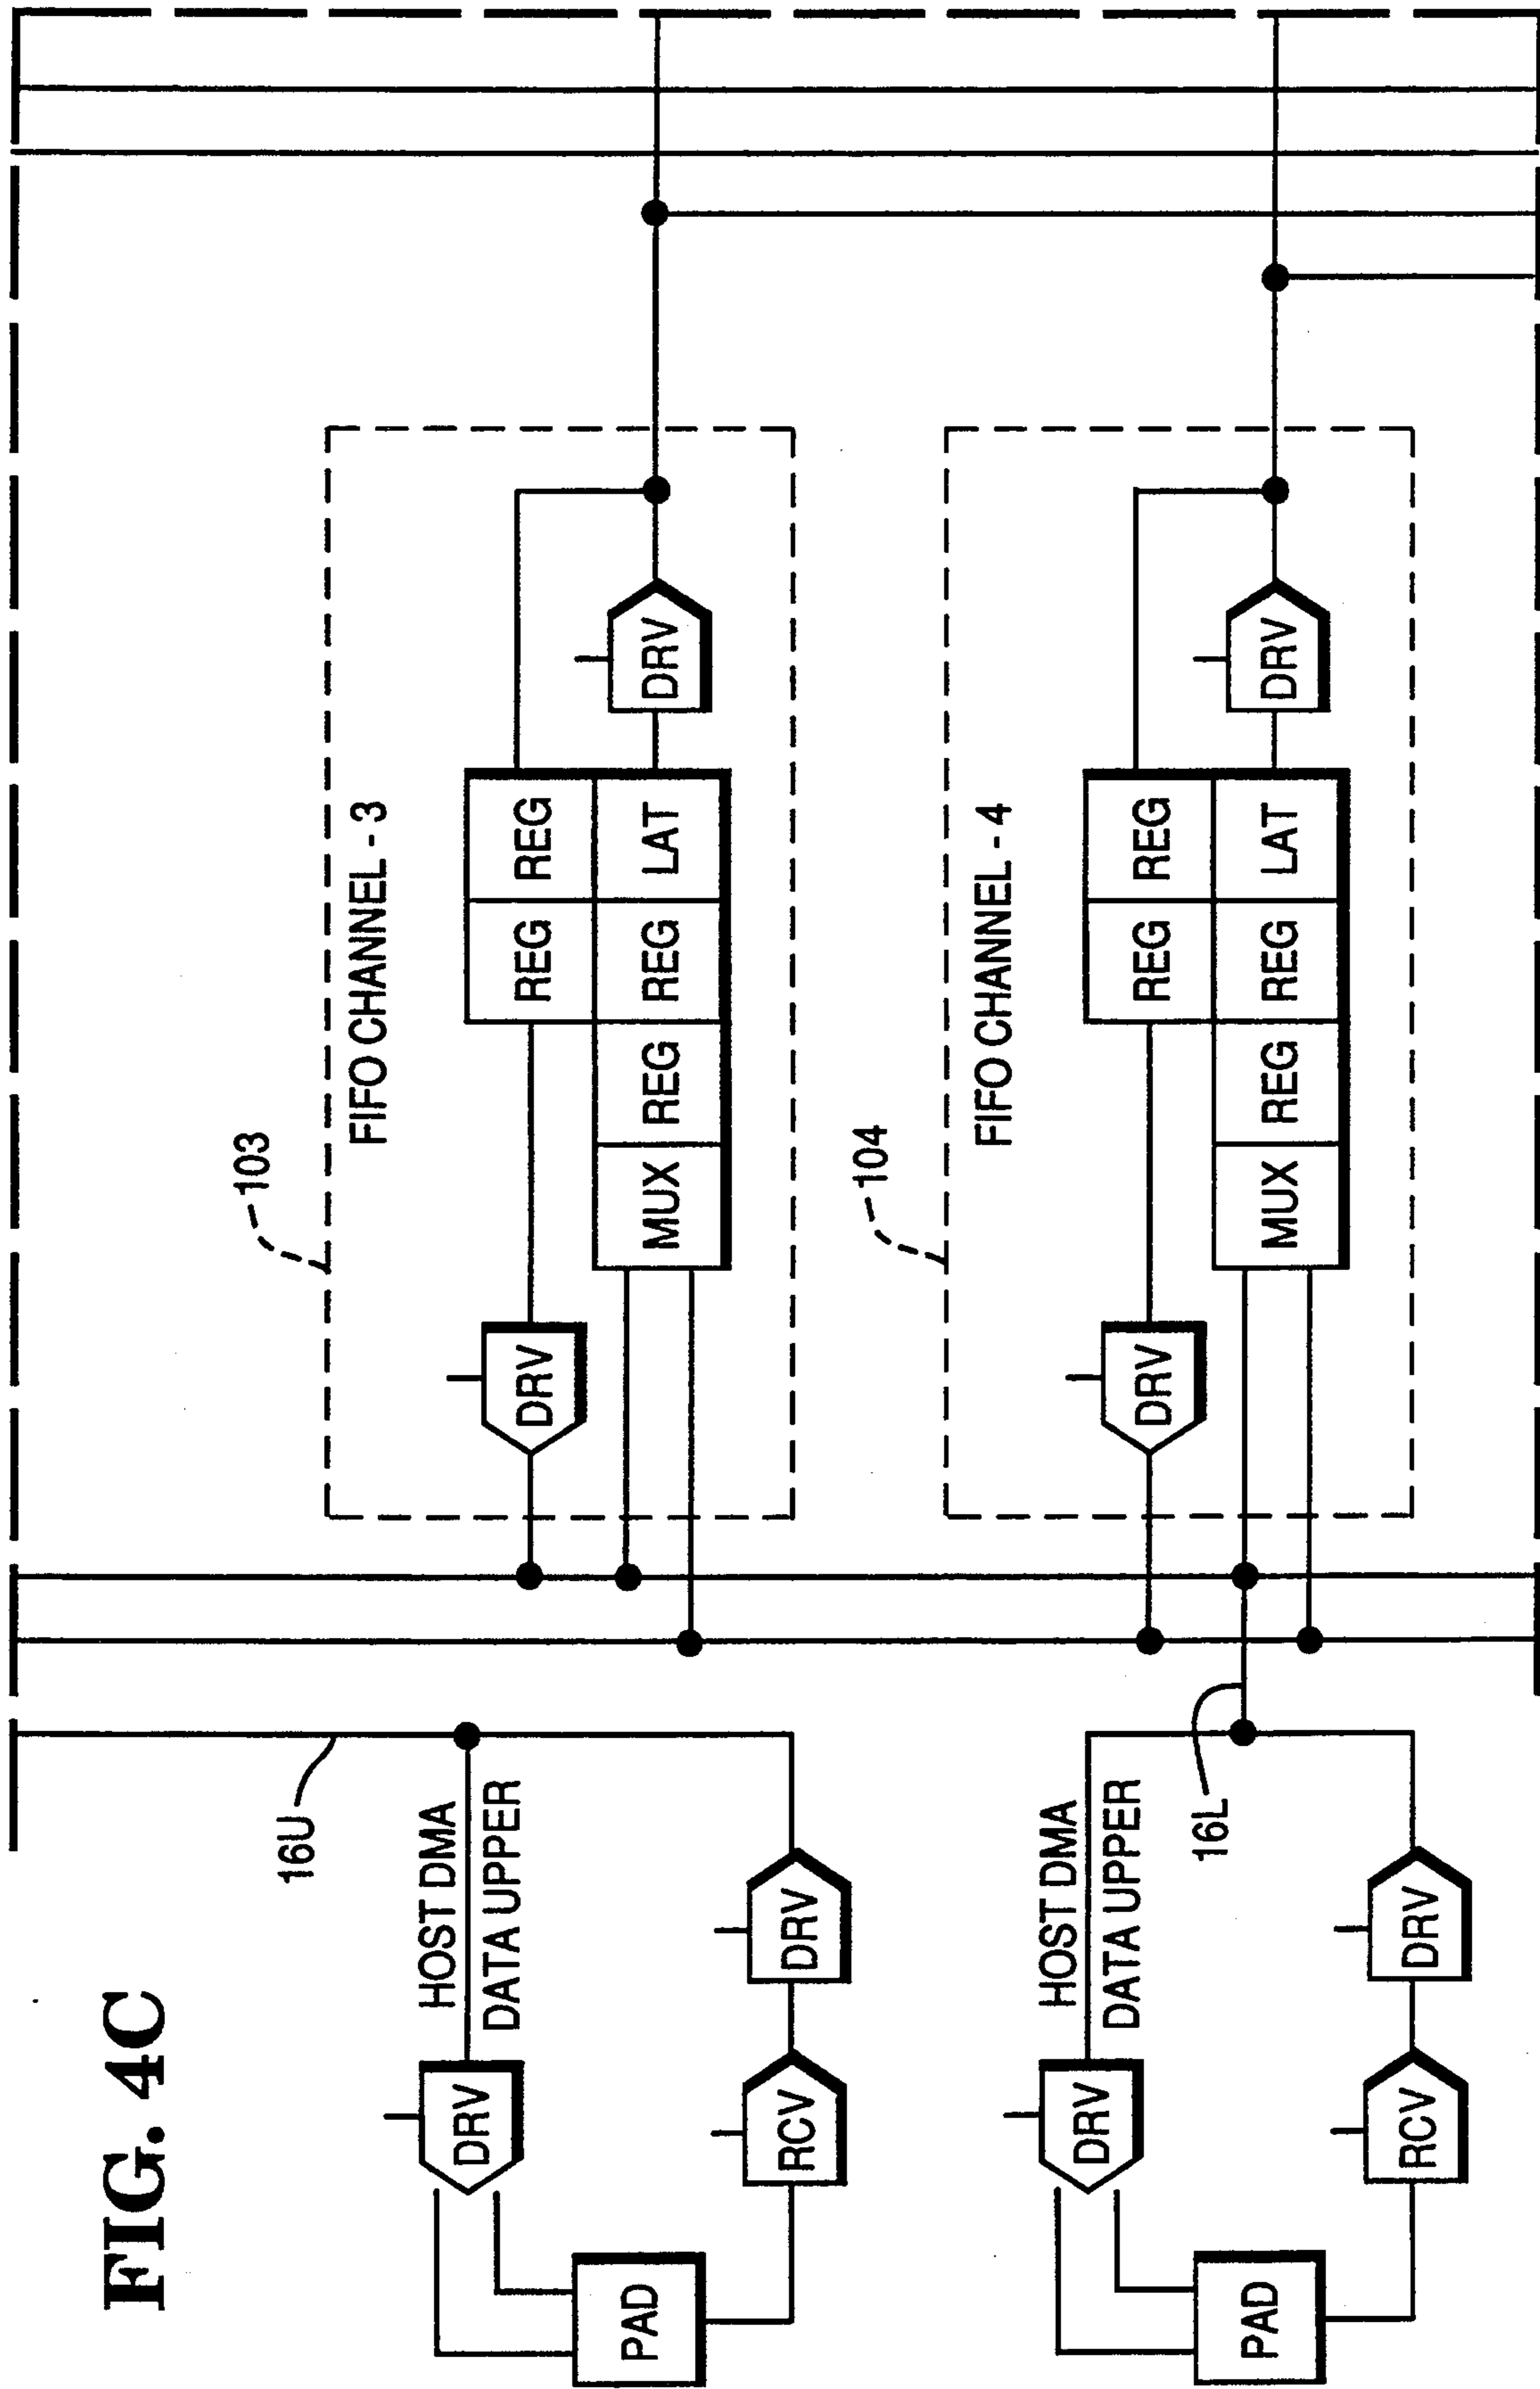 FIG. 4C
103
FIFO CHANNEL - 3
16U
HOST DMA
DATA UPPER
DRV
DRV
REG
REG
PAD
RCV
DRV
MUX
REG
REG
LAT
DRV
104
FIFO CHANNEL - 4
HOST DMA
DATA UPPER
DRV
DRV
REG
REG
16L
PAD
RCV
DRV
MUX
REG
REG
LAT
DRV